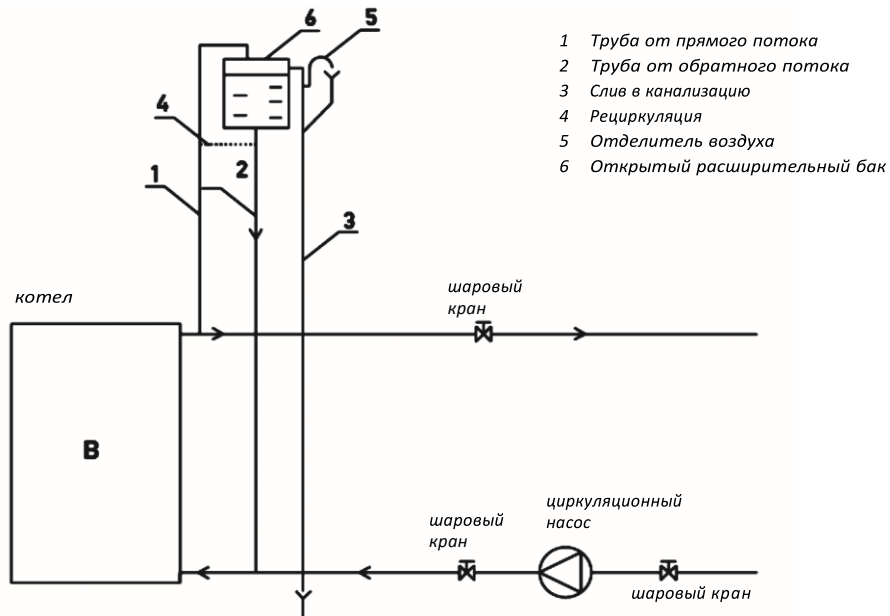 6
5
1 Труба от прямого потока
2 Труба от обратного потока
3 Слив в канализацию
4 Рециркуляция
5 Отделитель воздуха
6 Открытый расширительный бак
4
1
2
3
котел
шаровый
кран
B
циркуляционный
насос
шаровый
кран
шаровый кран